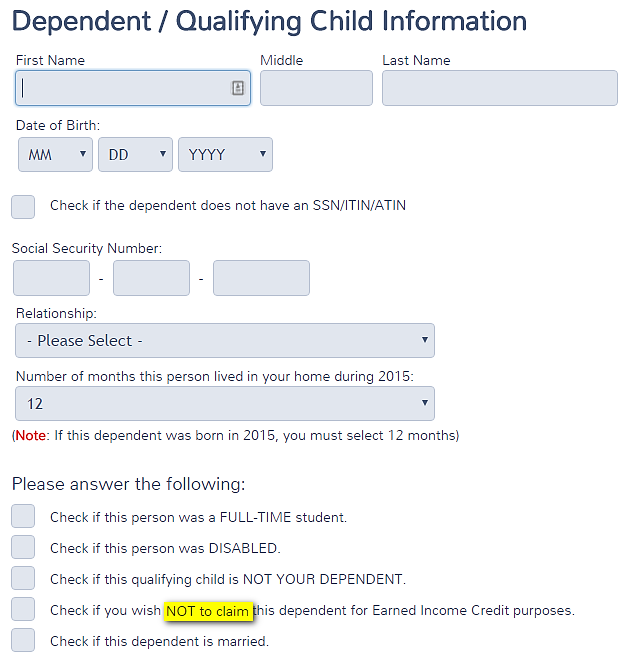 Dependent / Qualifying Child Information
First Name Middle Last Name
Date of Birth:
MM DD YYYY
Check if the dependent does not have an SSN/ITIN/ATIN
Social Security Number:
- -
Relationship:
- Please Select -
Number of months this person lived in your home during 2015:
12
(Note: If this dependent was born in 2015, you must select 12 months)
Please answer the following:
Check if this person was a FULL-TIME student.
Check if this person was DISABLED.
Check if this qualifying child is NOT YOUR DEPENDENT.
Check if you wish NOT to claim this dependent for Earned Income Credit purposes.
Check if this dependent is married.